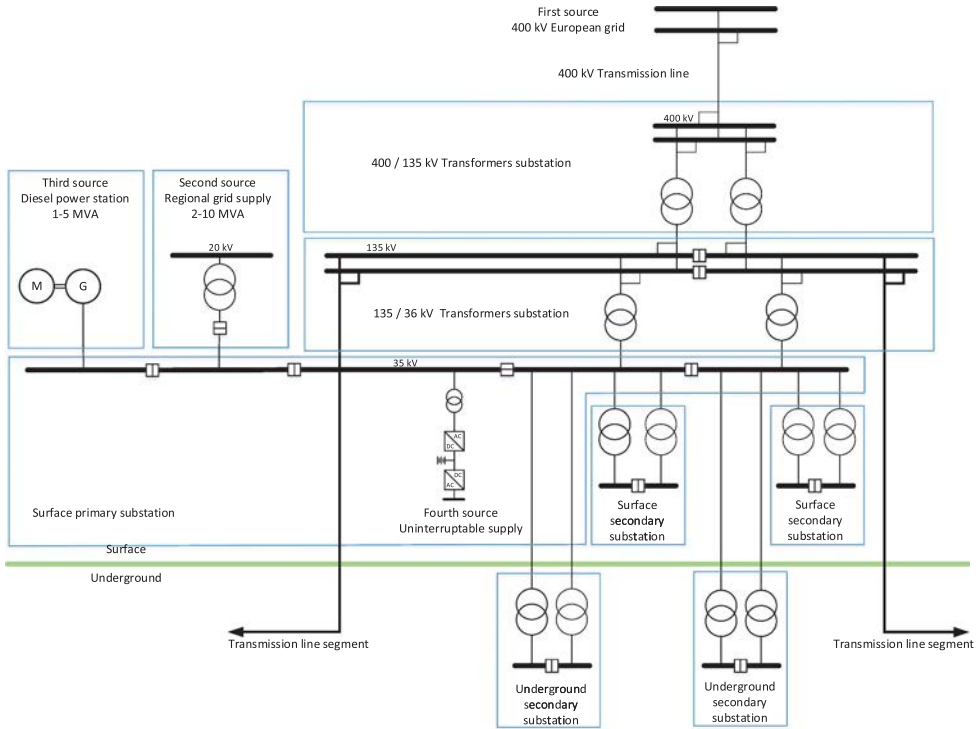 First source
400 kV European grid
400 kV Transmission line
400 kV
400 / 135 kV Transformers substation
Third source
Diesel power station
1-5 MVA
Second source
Regional grid supply
2-10 MVA
20 kV
135 kV
M
G
135 / 36 kV Transformers substation
35 kV
AC
DC
DC
AC
Surface primary substation
Fourth source
Uninterruptable supply
Surface
secondary
substation
Surface
secondary
substation
Surface
Underground
Transmission line segment
Transmission line segment
Underground
secondary
substation
Underground
secondary
substation